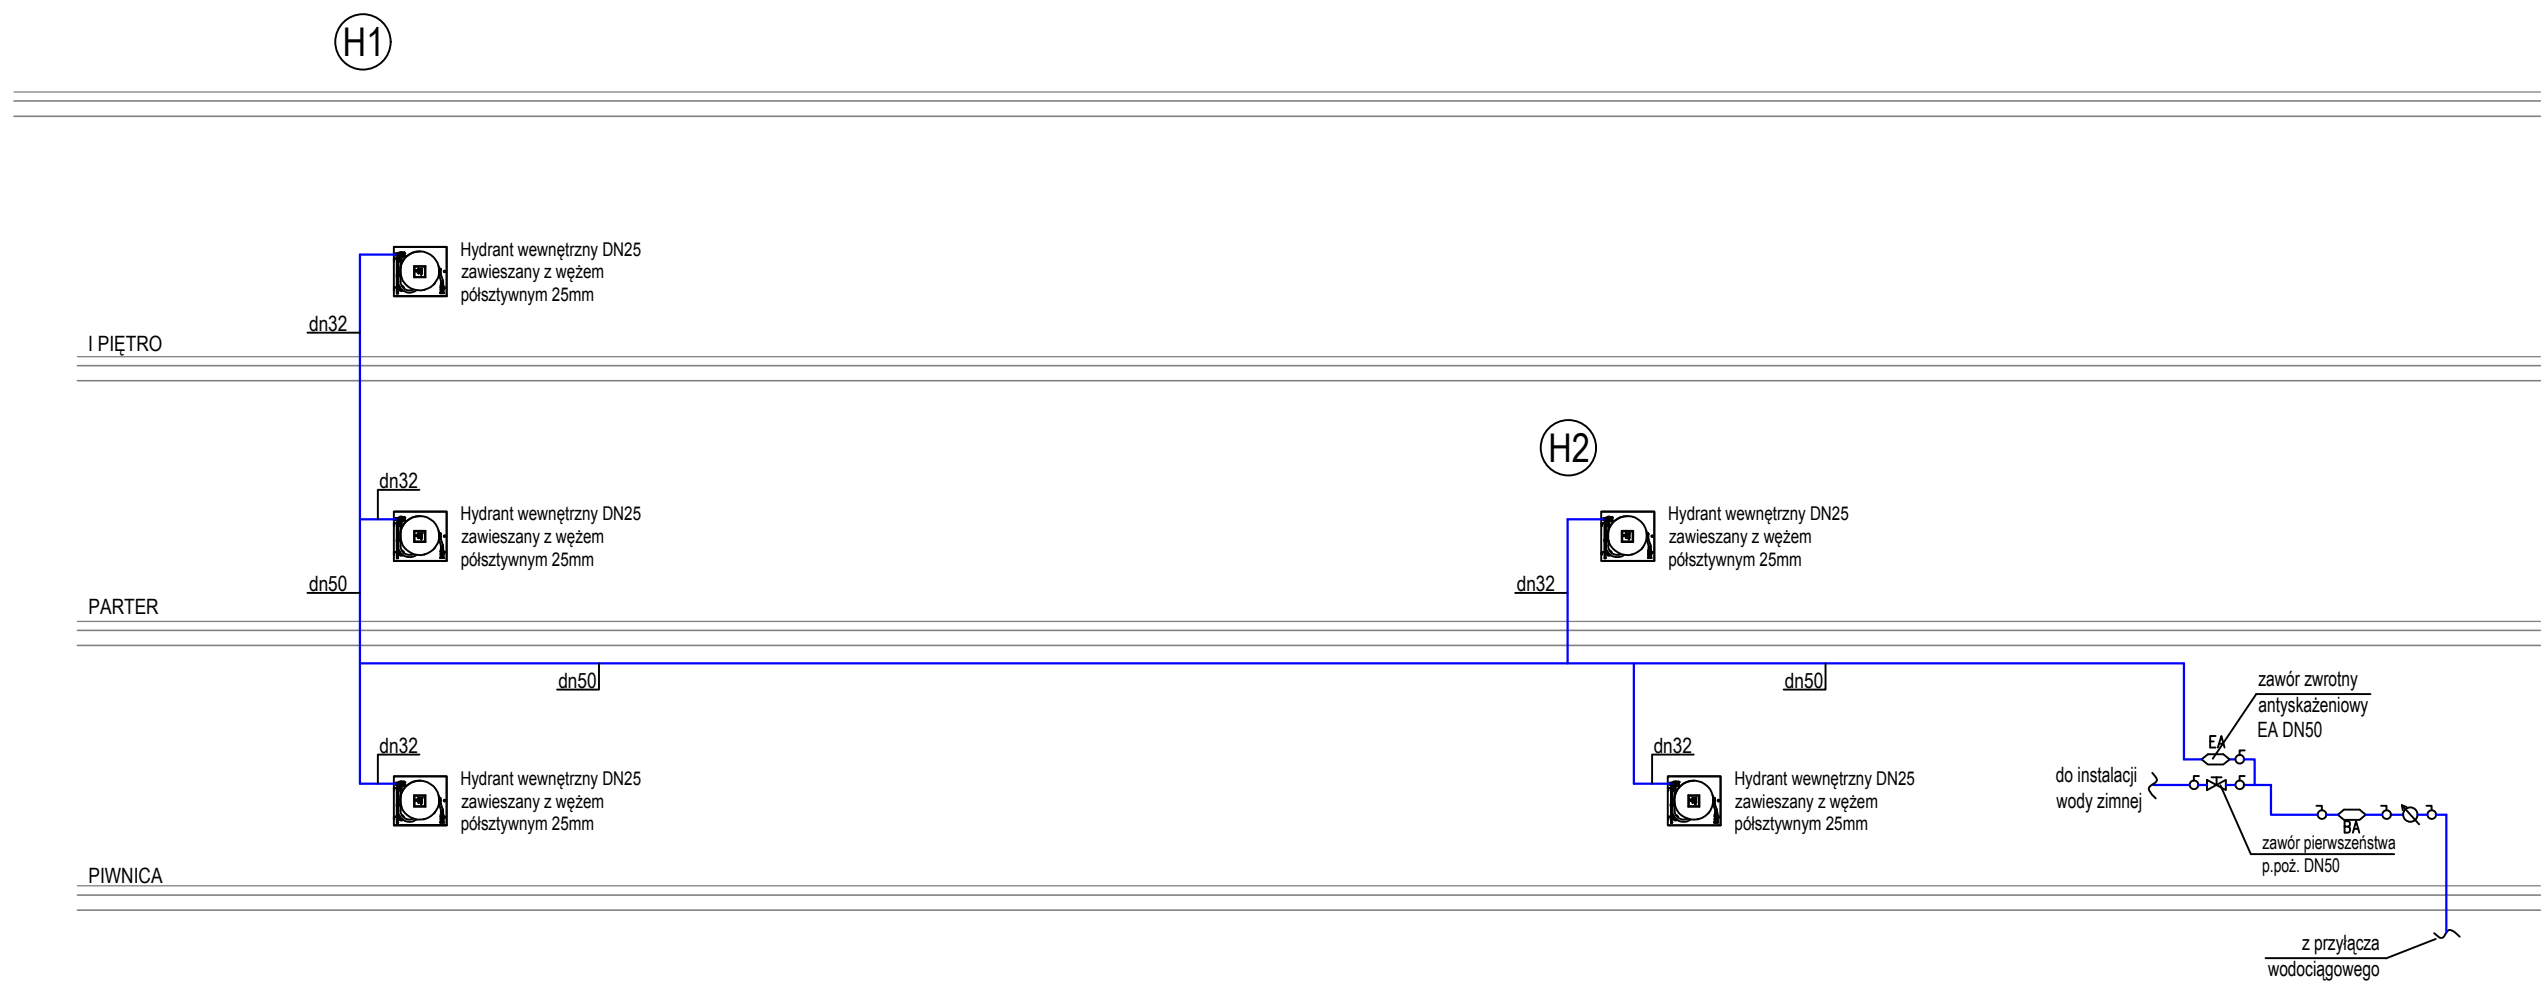 H1
Hydrant wewnętrzny DN25
zawieszany z wężem
półsztywnym 25mm
dn32
I PIĘTRO
H2
dn32
Hydrant wewnętrzny DN25
zawieszany z wężem
półsztywnym 25mm
Hydrant wewnętrzny DN25
zawieszany z wężem
półsztywnym 25mm
dn50
dn32
PARTER
dn50
dn50
zawór zwrotny
antyskażeniowy
EA DN50
EA
dn32
Hydrant wewnętrzny DN25
zawieszany z wężem
półsztywnym 25mm
dn32
Hydrant wewnętrzny DN25
zawieszany z wężem
półsztywnym 25mm
do instalacji
wody zimnej
BA
zawór pierwszeństwa
p.poż. DN50
PIWNICA
z przyłącza
wodociągowego